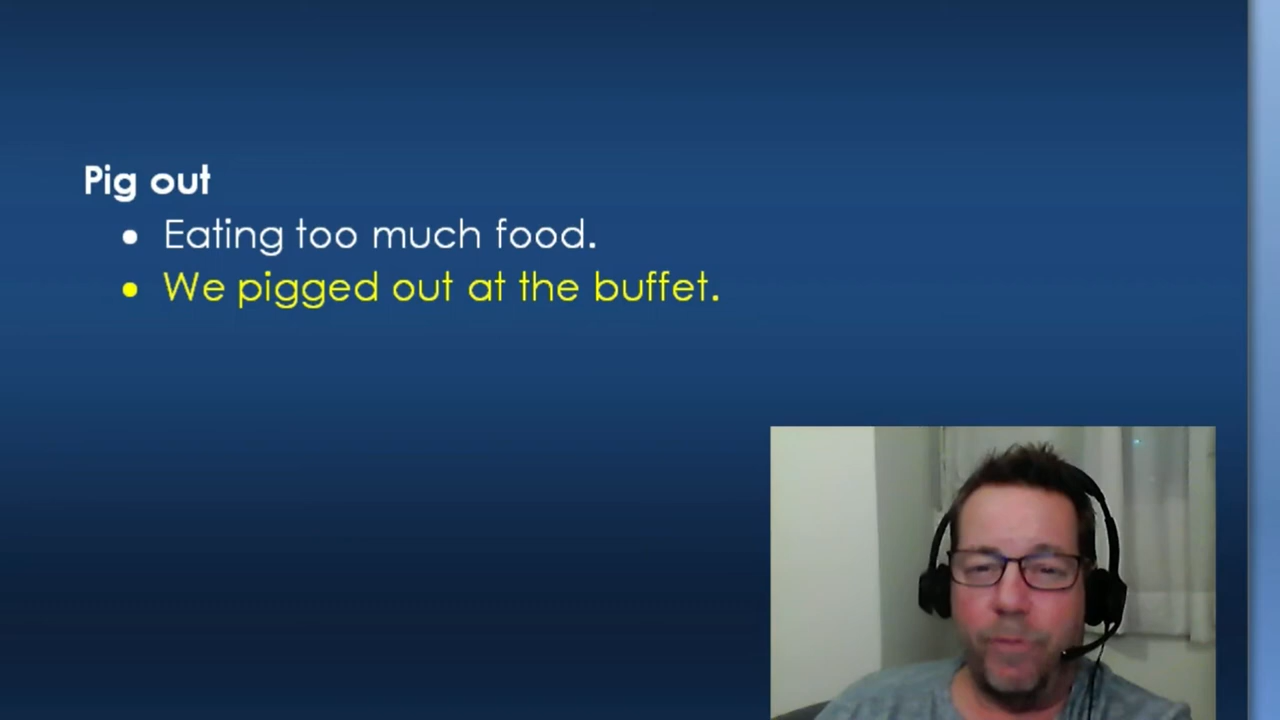 Pig out
• Eating too much food.
• We pigged out at the buffet.